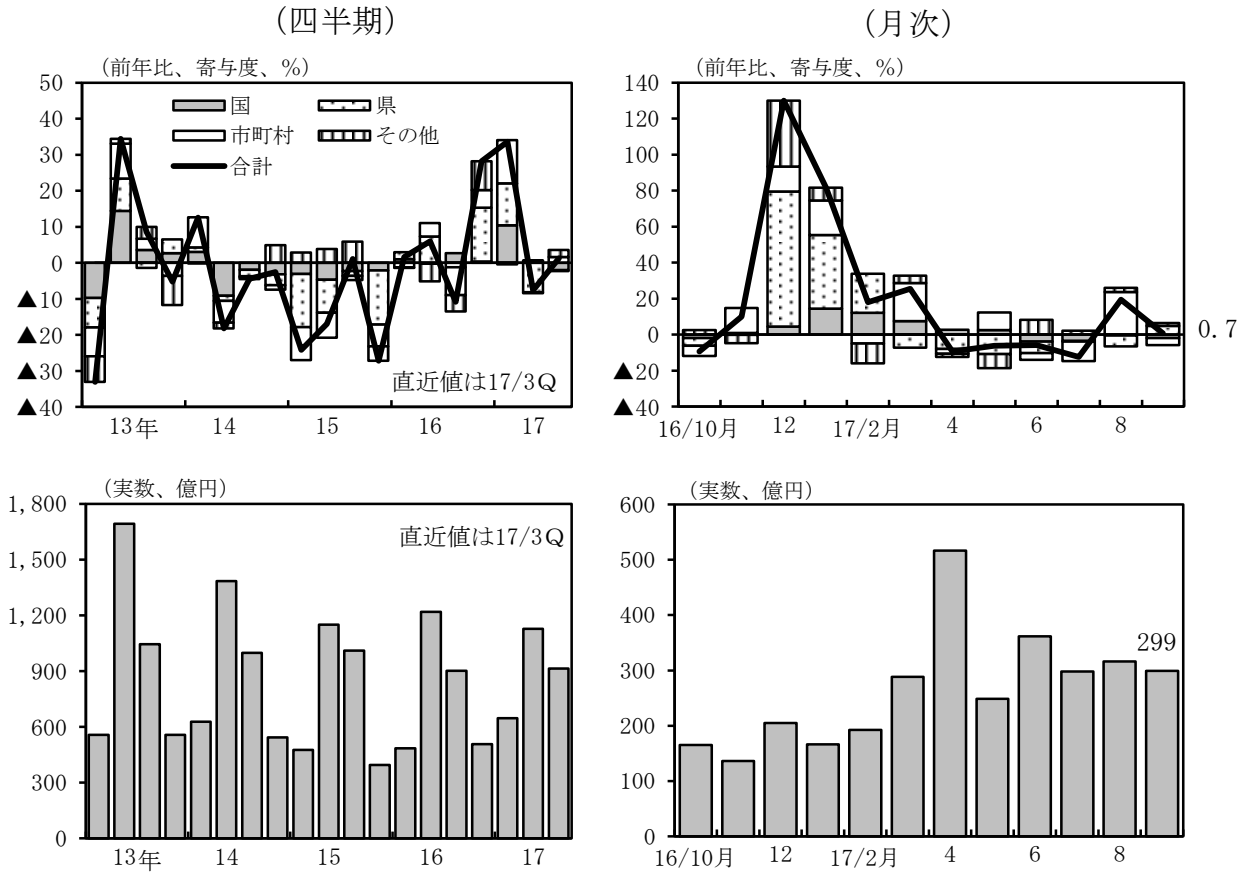 (四半期)
(前年比、寄与度、%)
50
40
30
20
10
0
▲10
▲20
▲30
▲40
国
県
市町村
その他
合計
直近値は17/3Q
13年 14 15 16 17
(月次)
(前年比、寄与度、%)
140
120
100
80
60
40
20
0
▲20
▲40
0.7
16/10月 12 17/2月 4 6 8
(実数、億円)
1,800
1,500
1,200
900
600
300
0
直近値は17/3Q
13年 14 15 16 17
(実数、億円)
600
500
400
300
200
100
0
299
16/10月 12 17/2月 4 6 8